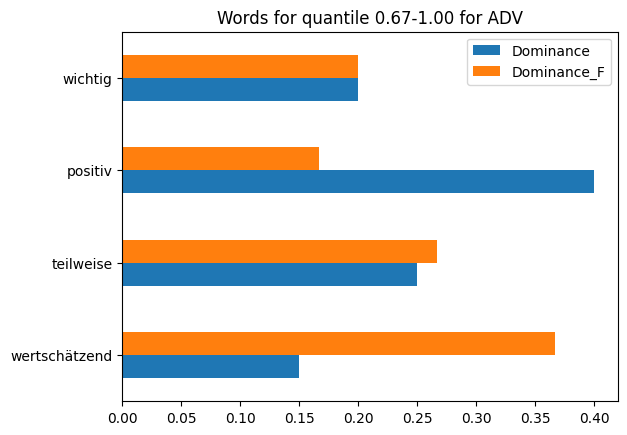 Words for quantile 0.67-1.00 for ADV
Dominance
Dominance_F
wichtig
positiv
teilweise
wertschätzend
0.00 0.05 0.10 0.15 0.20 0.25 0.30 0.35 0.40